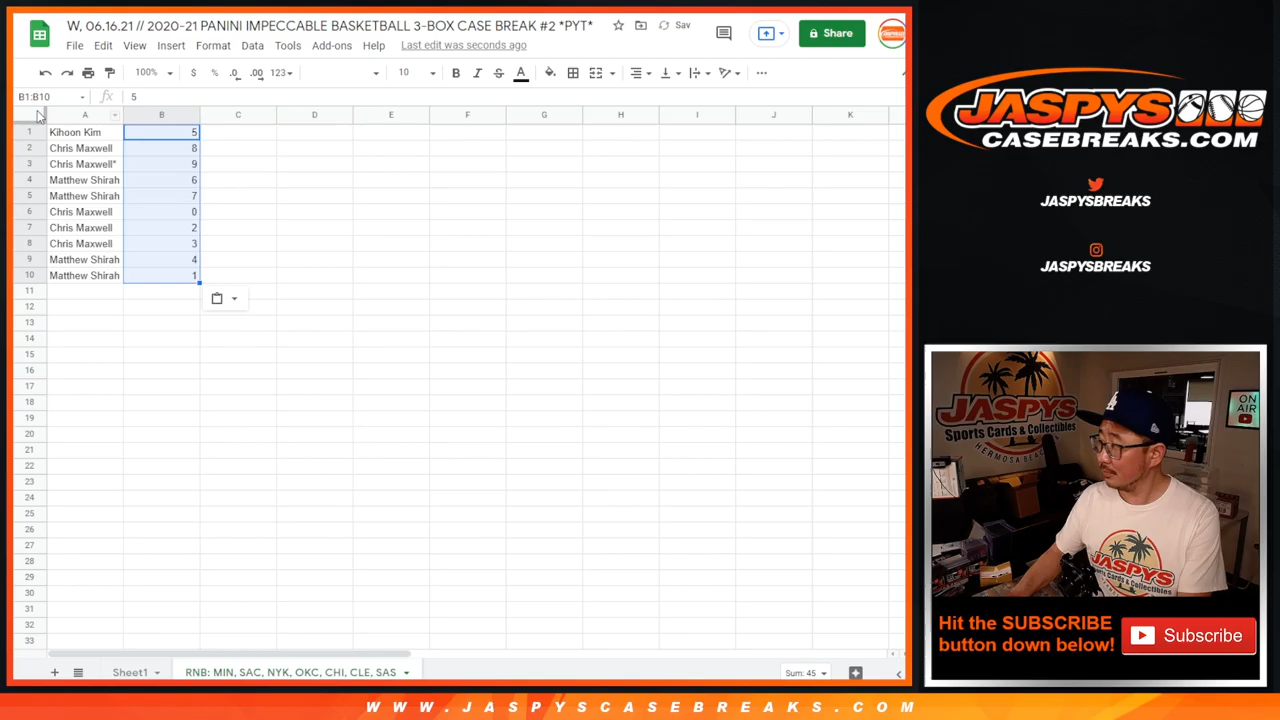 W, 06.16.21 // 2020-21 PANINI IMPECCABLE BASKETBALL 3-BOX CASE BREAK #2 *PYT*
Sav
Share
File Edit View Insert Format Data Tools Add-ons Help Last edit was seconds ago
100% $ % .0 .00 123 10 B I S A
B1:B10 fx 5
A B C D E F G H I J K
1 Kihoon Kim 5
2 Chris Maxwell 8
3 Chris Maxwell* 9
4 Matthew Shirah 6
5 Matthew Shirah 7
6 Chris Maxwell 0
7 Chris Maxwell 2
8 Chris Maxwell 3
9 Matthew Shirah 4
10 Matthew Shirah 1
11
12
13
14
15
16
17
18
19
20
21
22
23
24
25
26
27
28
29
30
31
32
33
Sheet1 RNB: MIN, SAC, NYK, OKC, CHI, CLE, SAS Sum: 45
JASPYS
CASEBREAKS.COM
JASPYSBREAKS
JASPYSBREAKS
JASPYS
Sports Cards & Collectibles
HERMOSA BEACH
ON
AIR
LA
JASPYS
Hit the SUBSCRIBE
button down below!
Subscribe
WWW.JASPYSCASEBREAKS.COM